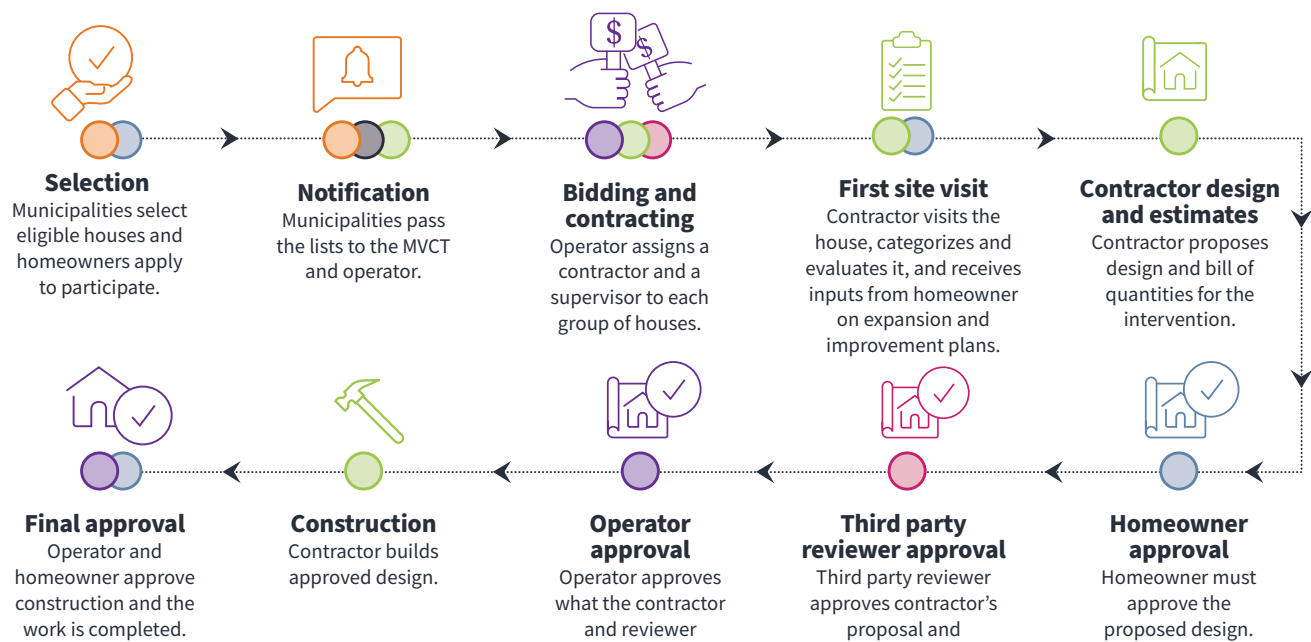 $
$
Selection
Municipalities select
eligible houses and
homeowners apply
to participate.
Notification
Municipalities pass
the lists to the MVCT
and operator.
Bidding and
contracting
Operator assigns a
contractor and a
supervisor to each
group of houses.
First site visit
Contractor visits the
house, categorizes and
evaluates it, and receives
inputs from homeowner
on expansion and
improvement plans.
Contractor design
and estimates
Contractor proposes
design and bill of
quantities for the
intervention.
Final approval
Operator and
homeowner approve
construction and the
work is completed.
Construction
Contractor builds
approved design.
Operator
approval
Operator approves
what the contractor
and reviewer
Third party
reviewer approval
Third party reviewer
approves contractor’s
proposal and
Homeowner
approval
Homeowner must
approve the
proposed design.